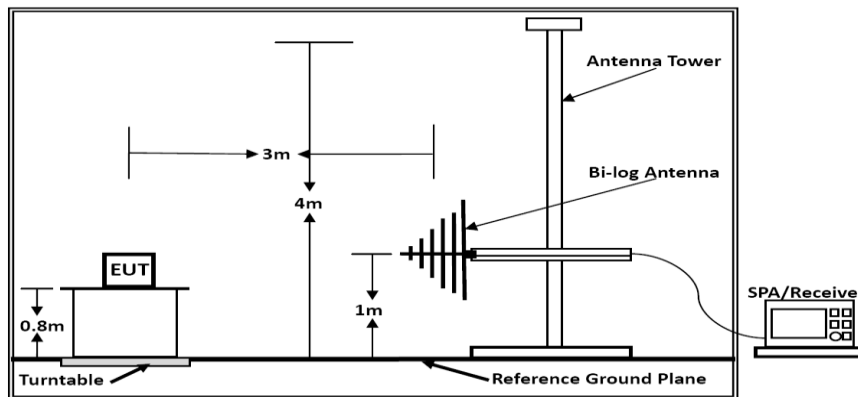 Antenna Tower
3m
Bi-log Antenna
4m
EUT
1m
0.8m
SPA/Receive
Turntable
Reference Ground Plane